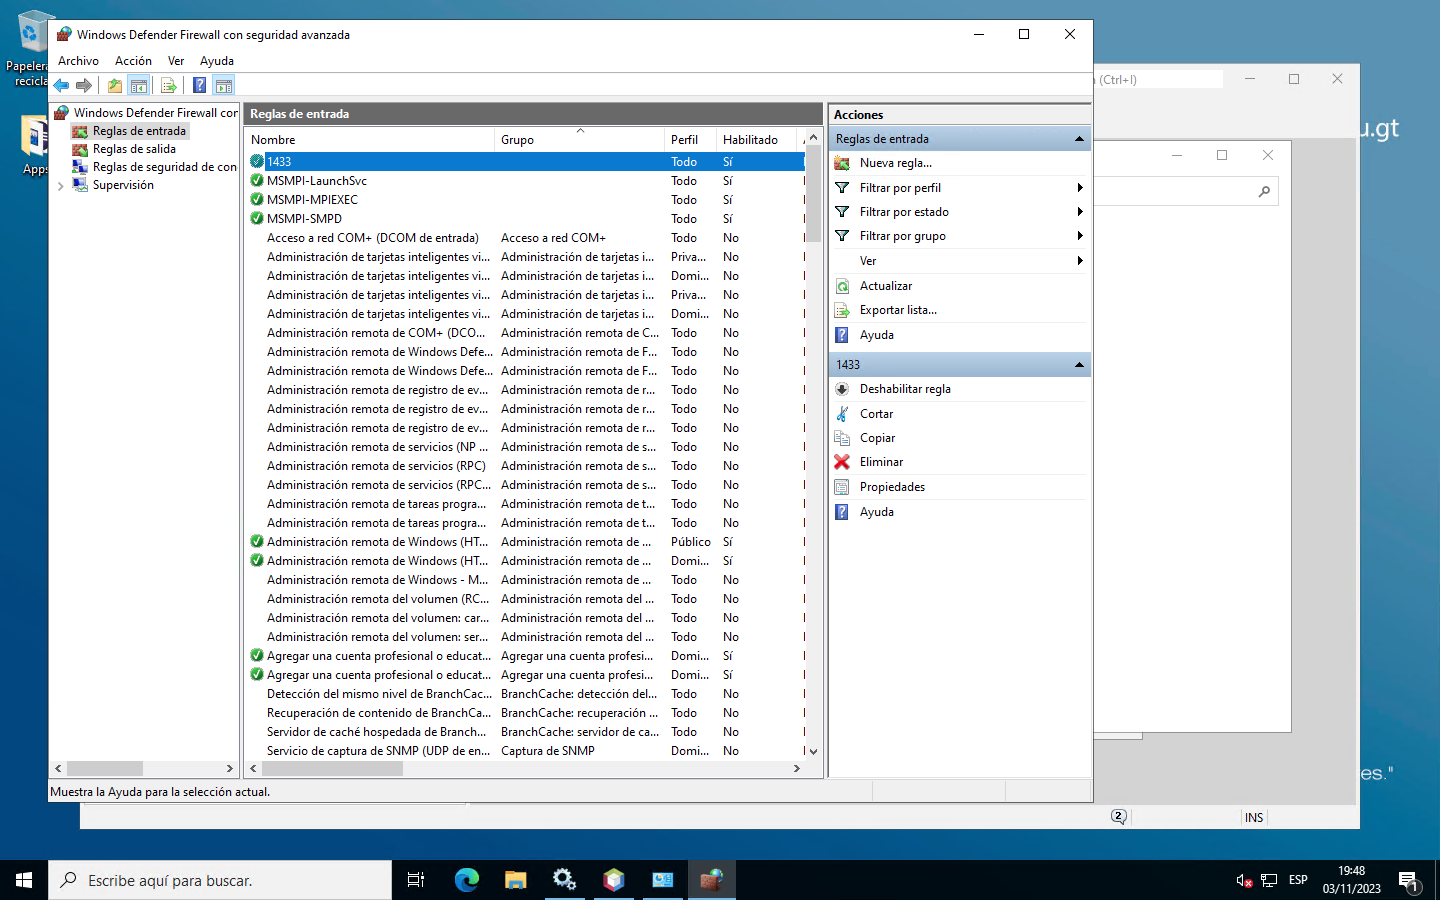 Papelera
recicla
Apps
Windows Defender Firewall con seguridad avanzada
Archivo Acción Ver Ayuda
Windows Defender Firewall con
Reglas de entrada
Reglas de salida
Reglas de seguridad de con
Supervisión
Reglas de entrada
Nombre Grupo Perfil Habilitado
1433 Todo Sí
MSMPI-LaunchSvc Todo Sí
MSMPI-MPIEXEC Todo Sí
MSMPI-SMPD Todo Sí
Acceso a red COM+ (DCOM de entrada) Acceso a red COM+ Todo No
Administración de tarjetas inteligentes vi... Administración de tarjetas i... Priva... No
Administración de tarjetas inteligentes vi... Administración de tarjetas i... Domi... No
Administración de tarjetas inteligentes vi... Administración de tarjetas i... Priva... No
Administración de tarjetas inteligentes vi... Administración de tarjetas i... Domi... No
Administración remota de COM+ (DCO... Administración remota de C... Todo No
Administración remota de Windows Defe... Administración remota de F... Todo No
Administración remota de Windows Defe... Administración remota de F... Todo No
Administración remota de registro de ev... Administración remota de r... Todo No
Administración remota de registro de ev... Administración remota de r... Todo No
Administración remota de registro de ev... Administración remota de r... Todo No
Administración remota de servicios (NP ... Administración remota de s... Todo No
Administración remota de servicios (RPC) Administración remota de s... Todo No
Administración remota de servicios (RPC... Administración remota de s... Todo No
Administración remota de tareas progra... Administración remota de t... Todo No
Administración remota de tareas progra... Administración remota de t... Todo No
Administración remota de Windows (HT... Administración remota de ... Público Sí
Administración remota de Windows (HT... Administración remota de ... Domi... Sí
Administración remota de Windows - M... Administración remota de ... Todo No
Administración remota del volumen (RC... Administración remota del ... Todo No
Administración remota del volumen: car... Administración remota del ... Todo No
Administración remota del volumen: ser... Administración remota del ... Todo No
Agregar una cuenta profesional o educat... Agregar una cuenta profesi... Domi... Sí
Agregar una cuenta profesional o educat... Agregar una cuenta profesi... Domi... Sí
Detección del mismo nivel de BranchCac... BranchCache: detección del... Todo No
Recuperación de contenido de BranchCa... BranchCache: recuperación ... Todo No
Servidor de caché hospedada de Branch... BranchCache: servidor de ca... Todo No
Servicio de captura de SNMP (UDP de en... Captura de SNMP Domi... No
Acciones
Reglas de entrada
Nueva regla...
Filtrar por perfil
Filtrar por estado
Filtrar por grupo
Ver
Actualizar
Exportar lista...
Ayuda
1433
Deshabilitar regla
Cortar
Copiar
Eliminar
Propiedades
Ayuda
Muestra la Ayuda para la selección actual.
(Ctrl+I)
u.gt
es."
2
INS
Escribe aquí para buscar.
ESP
19:48
03/11/2023
1